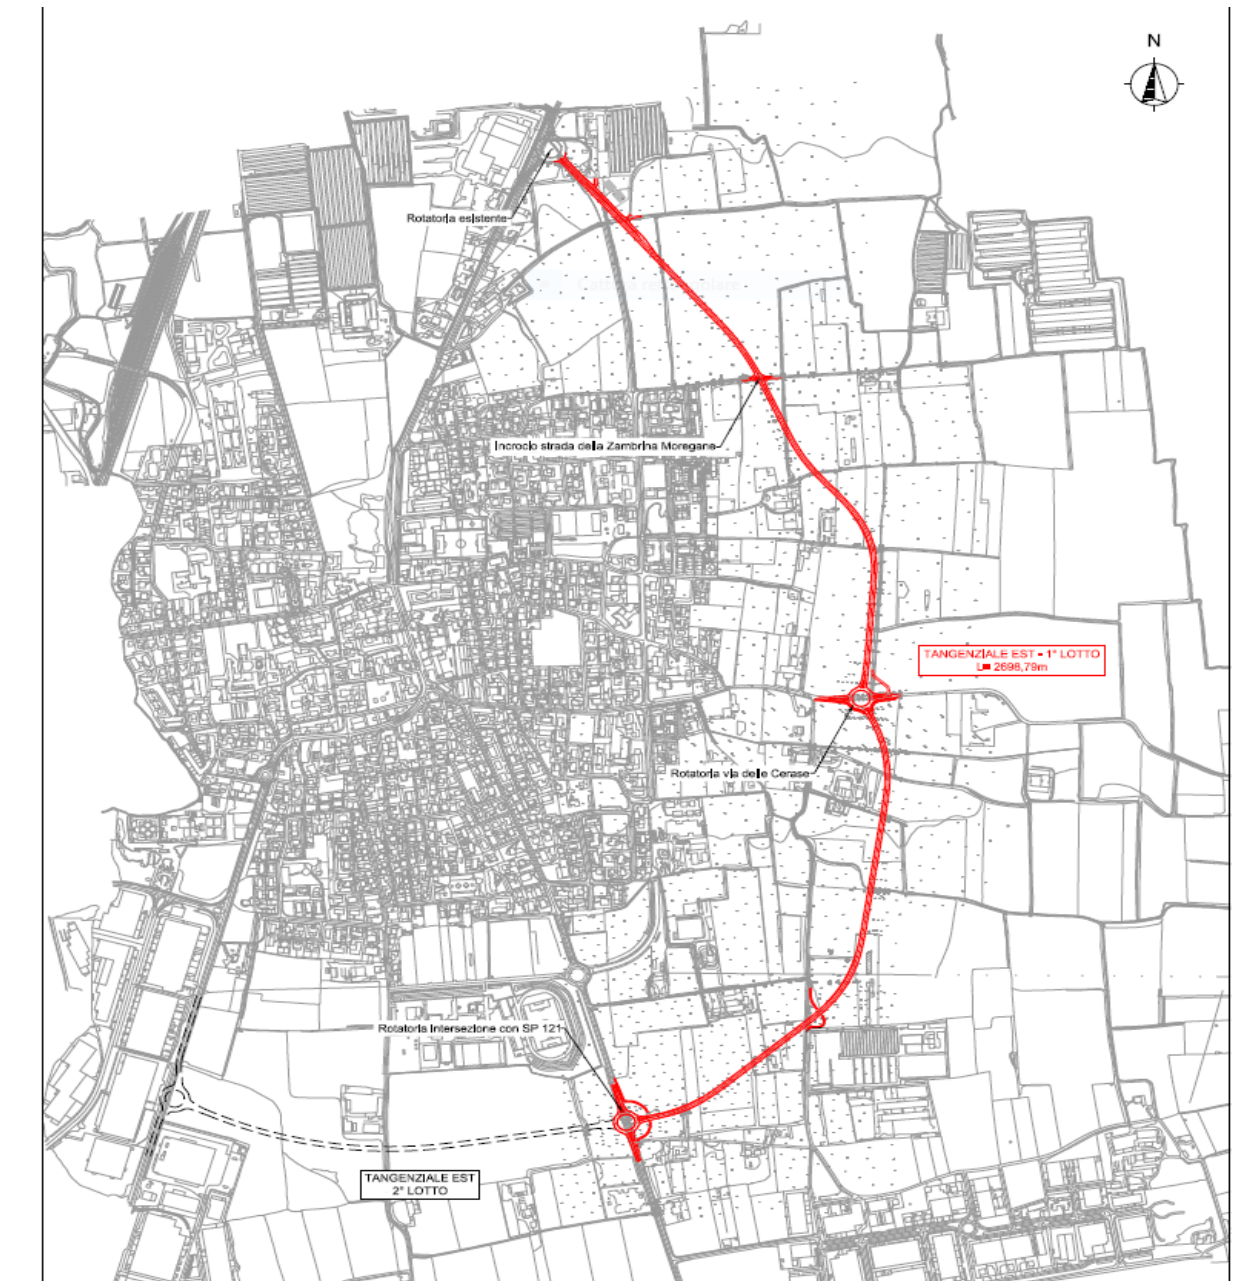 N
Rotatoria esistente
Incrocio strada della Zambrina Moregane
TANGENZIALE EST - 1° LOTTO
L= 2698,79m
Rotatoria via delle Cerase
Rotatoria intersezione con SP 121
TANGENZIALE EST
2° LOTTO